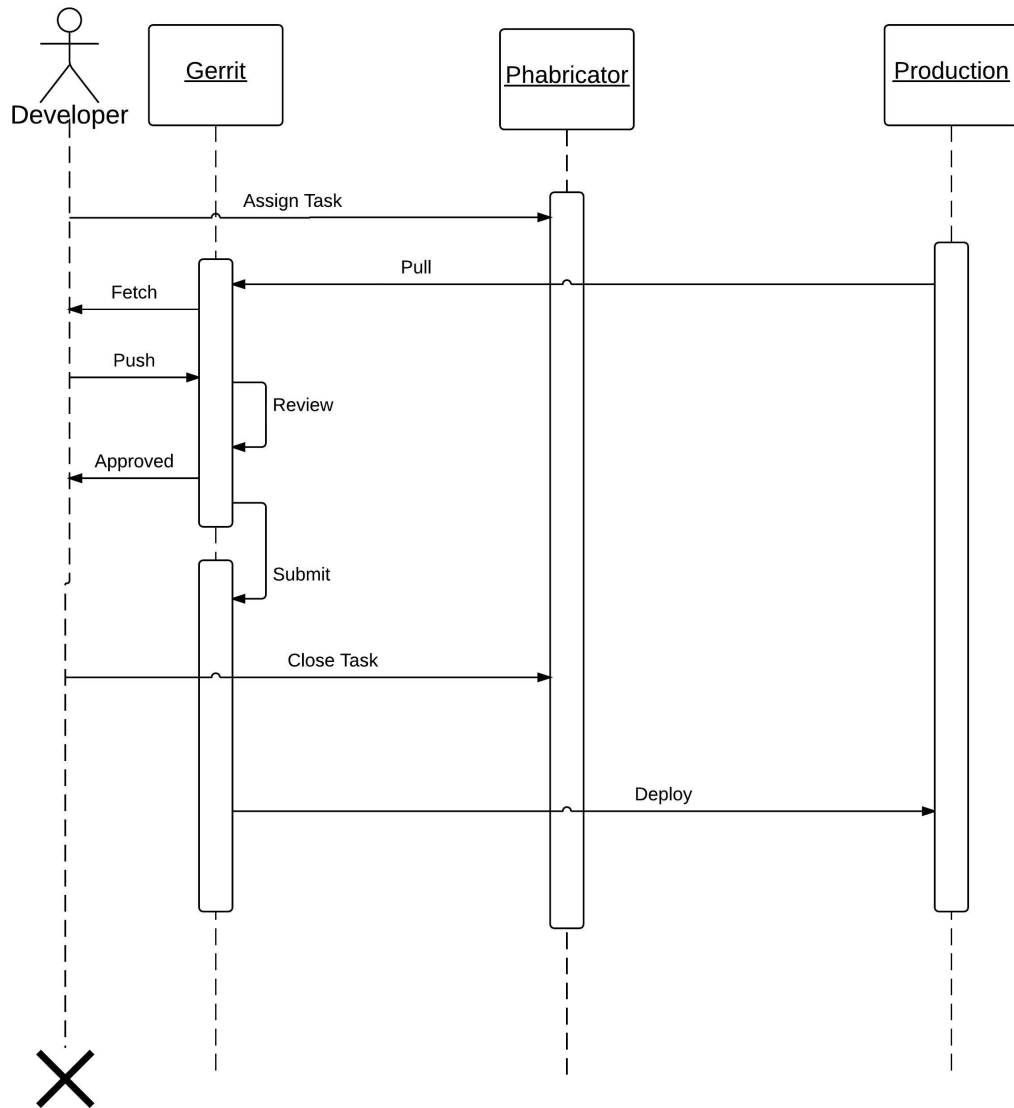 Gerrit
Phabricator
Production
Developer
Assign Task
Pull
Fetch
Push
Review
Approved
Submit
Close Task
Deploy